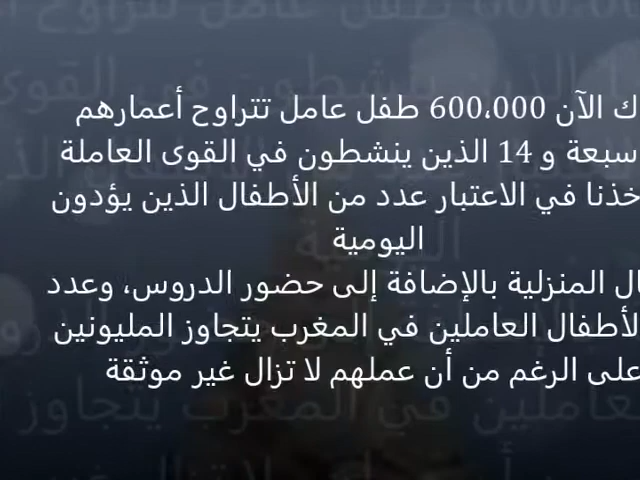 ك الآن 600،000 طفل عامل تتراوح أعمارهم
سبعة و 14 الذين ينشطون في القوى العاملة
خذنا في الاعتبار عدد من الأطفال الذين يؤدون
اليومية
ال المنزلية بالإضافة إلى حضور الدروس، وعدد
لأطفال العاملين في المغرب يتجاوز المليونين
على الرغم من أن عملهم لا تزال غير موثقة